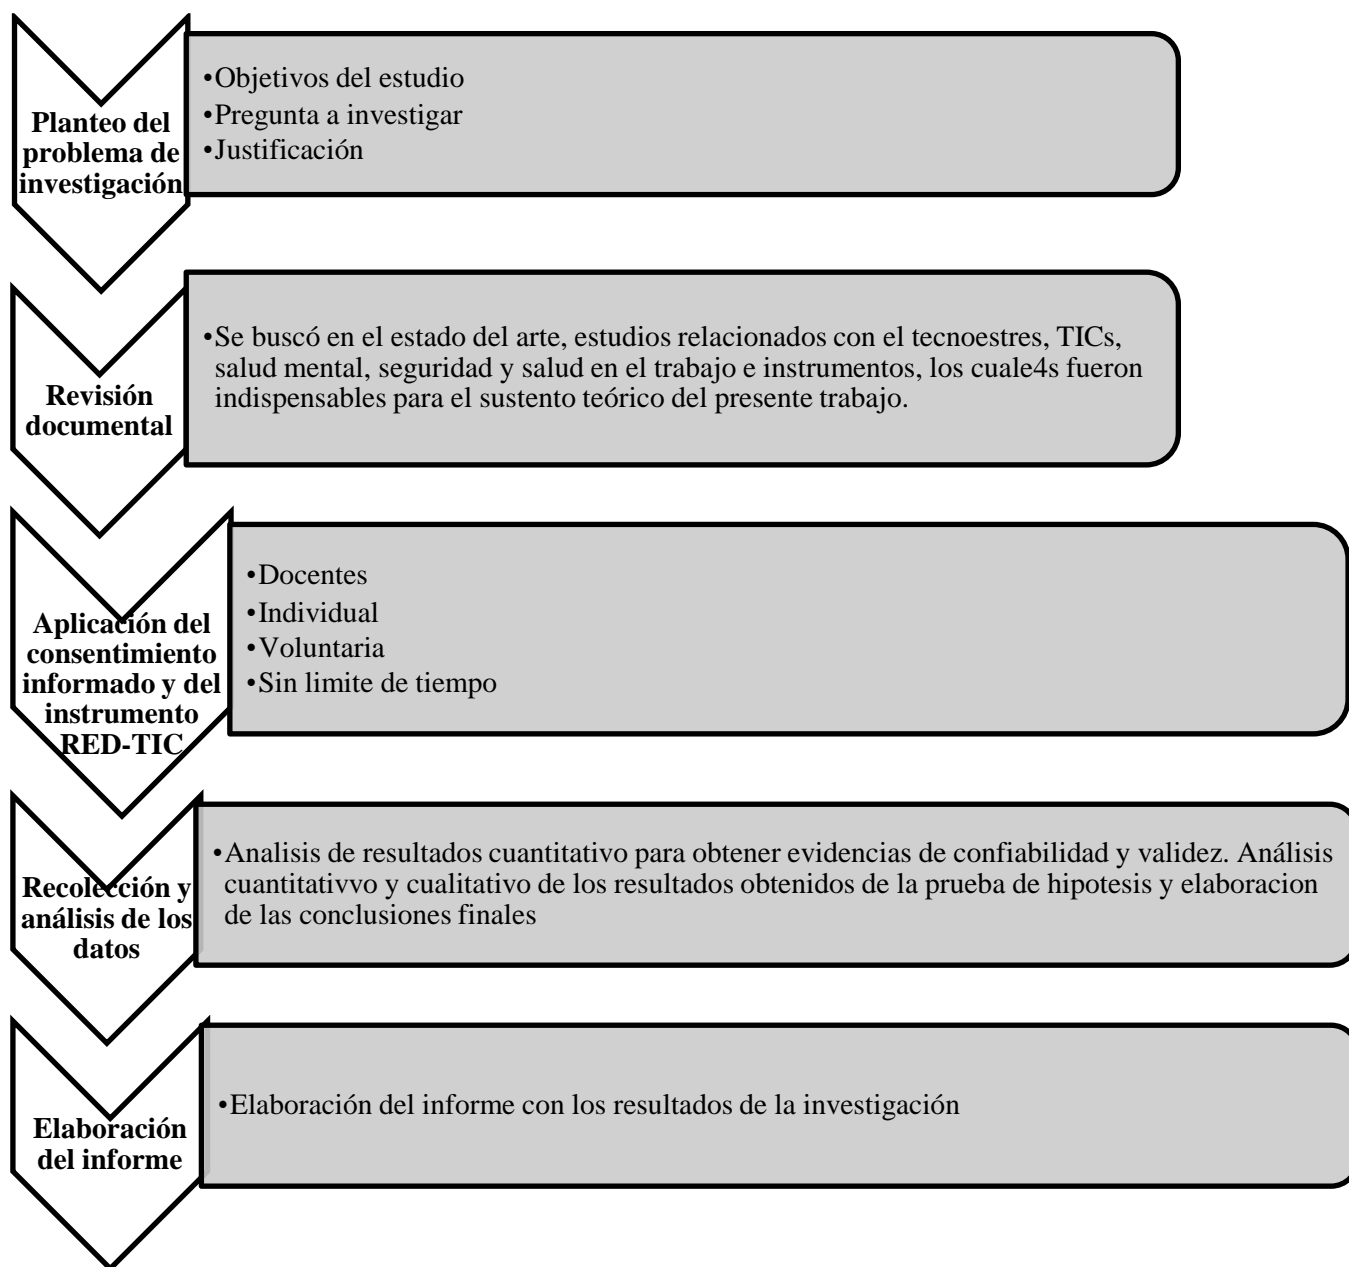 Planteo del
problema de
investigación
•Objetivos del estudio
•Pregunta a investigar
•Justificación
Revisión
documental
•Se buscó en el estado del arte, estudios relacionados con el tecnoestres, TICs,
salud mental, seguridad y salud en el trabajo e instrumentos, los cuale4s fueron
indispensables para el sustento teórico del presente trabajo.
Aplicación del
consentimiento
informado y del
instrumento
RED-TIC
•Docentes
•Individual
•Voluntaria
•Sin limite de tiempo
Recolección y
análisis de los
datos
•Analisis de resultados cuantitativo para obtener evidencias de confiabilidad y validez. Análisis
cuantitativvo y cualitativo de los resultados obtenidos de la prueba de hipotesis y elaboracion
de las conclusiones finales
Elaboración
del informe
•Elaboración del informe con los resultados de la investigación